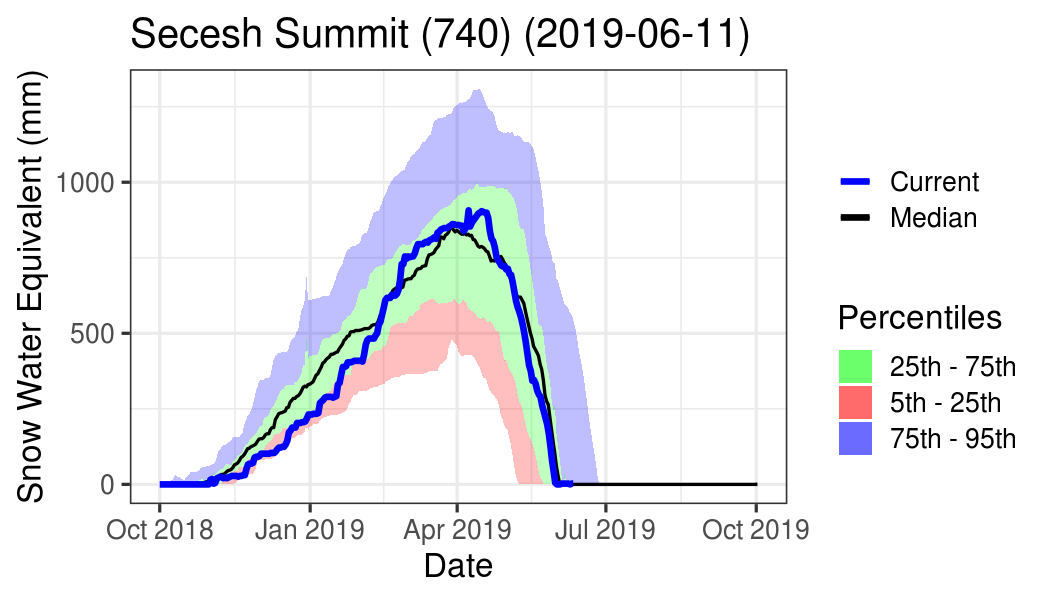 Secesh Summit (740) (2019-06-11)
Snow Water Equivalent (mm)
1000
500
0
Oct 2018
Jan 2019
Apr 2019
Jul 2019
Oct 2019
Date
Current
Median
Percentiles
25th - 75th
5th - 25th
75th - 95th